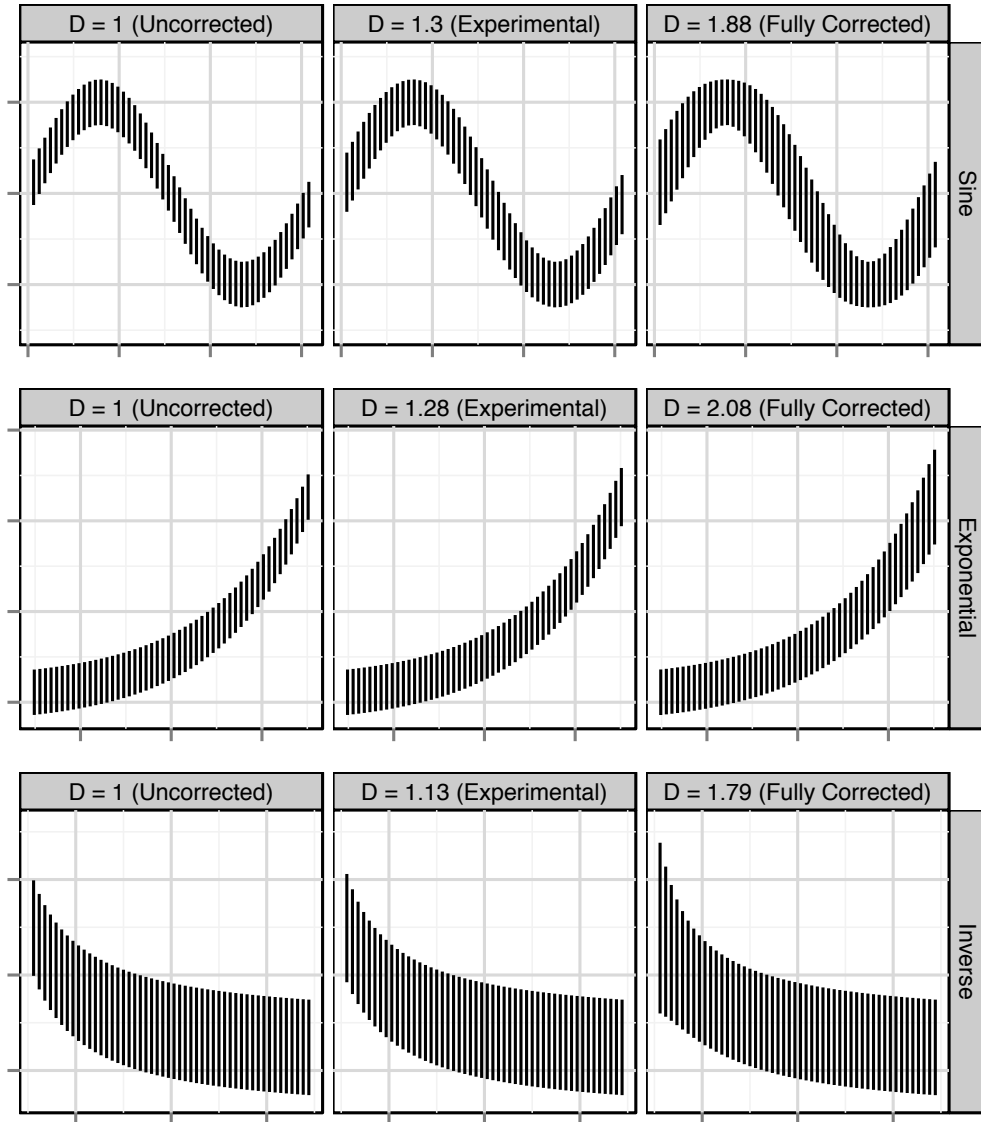 D = 1 (Uncorrected)
D = 1.3 (Experimental)
D = 1.88 (Fully Corrected)
Sine
D = 1 (Uncorrected)
D = 1.28 (Experimental)
D = 2.08 (Fully Corrected)
Exponential
D = 1 (Uncorrected)
D = 1.13 (Experimental)
D = 1.79 (Fully Corrected)
Inverse